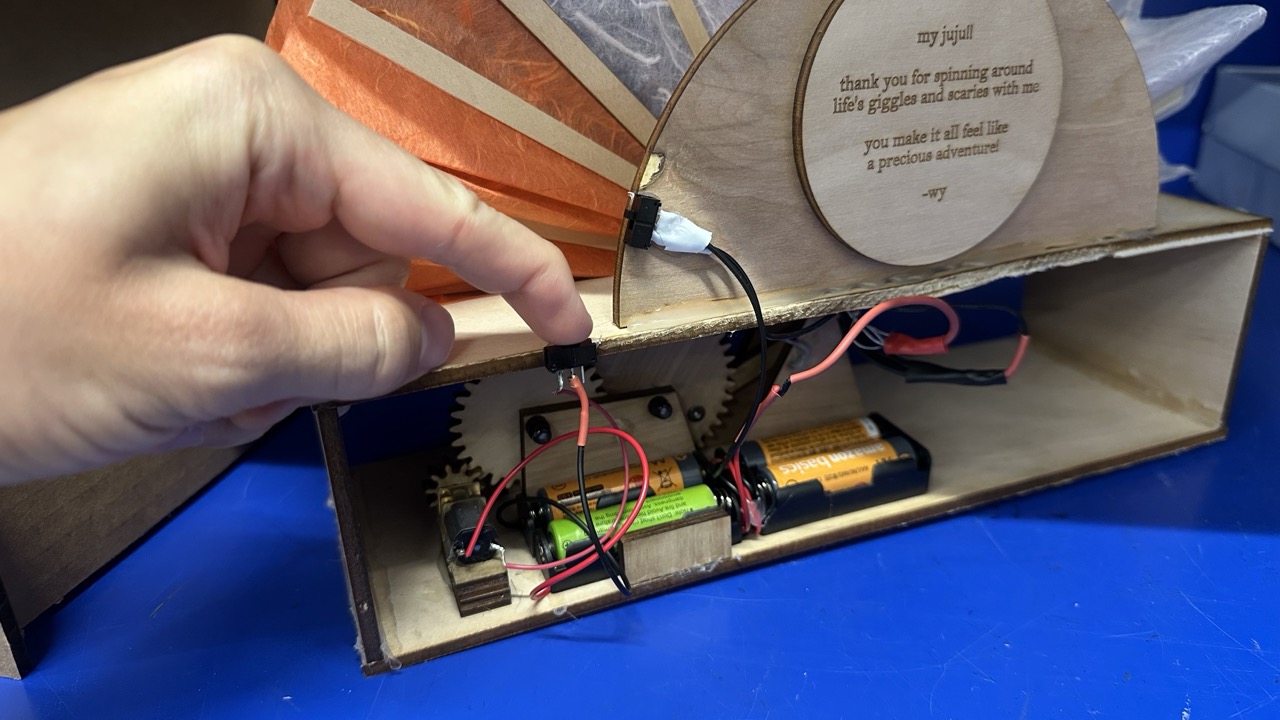 my juju!!
thank you for spinning around
life's giggles and scaries with me
you make it all feel like
a precious adventure!
-wy
amazon basics